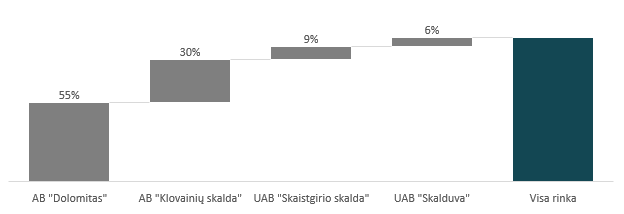 55%
30%
9%
6%
AB "Dolomitas"
AB "Klovainių skalda"
UAB "Skaistgirio skalda"
UAB "Skalduva"
Visa rinka